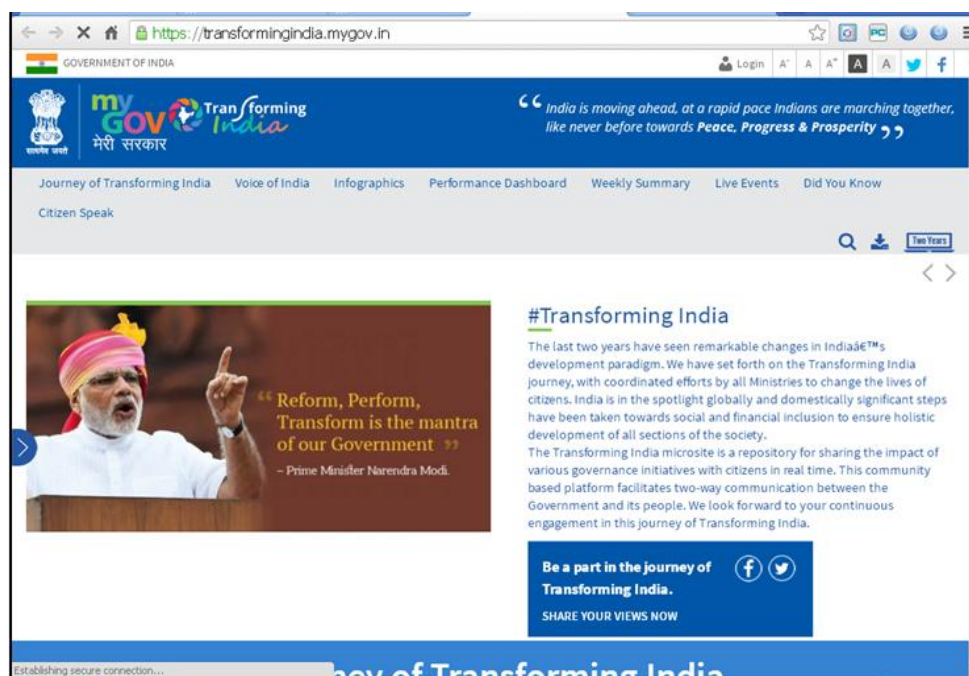 https://transformingindia.mygov.in
GOVERNMENT OF INDIA
Login A- A A+ A A
my
GOV
मेरी सरकार
Transforming
India
सत्यमेव जयते
“ India is moving ahead, at a rapid pace Indians are marching together,
like never before towards Peace, Progress & Prosperity ”
Journey of Transforming India Voice of India Infographics Performance Dashboard Weekly Summary Live Events Did You Know
Citizen Speak
Two Years
“ Reform, Perform,
Transform is the mantra
of our Government ”
– Prime Minister Narendra Modi.
#Transforming India
The last two years have seen remarkable changes in Indiaâ€™s
development paradigm. We have set forth on the Transforming India
journey, with coordinated efforts by all Ministries to change the lives of
citizens. India is in the spotlight globally and domestically significant steps
have been taken towards social and financial inclusion to ensure holistic
development of all sections of the society.
The Transforming India microsite is a repository for sharing the impact of
various governance initiatives with citizens in real time. This community
based platform facilitates two-way communication between the
Government and its people. We look forward to your continuous
engagement in this journey of Transforming India.
Be a part in the journey of
Transforming India.
SHARE YOUR VIEWS NOW
Establishing secure connection...
of Transforming India